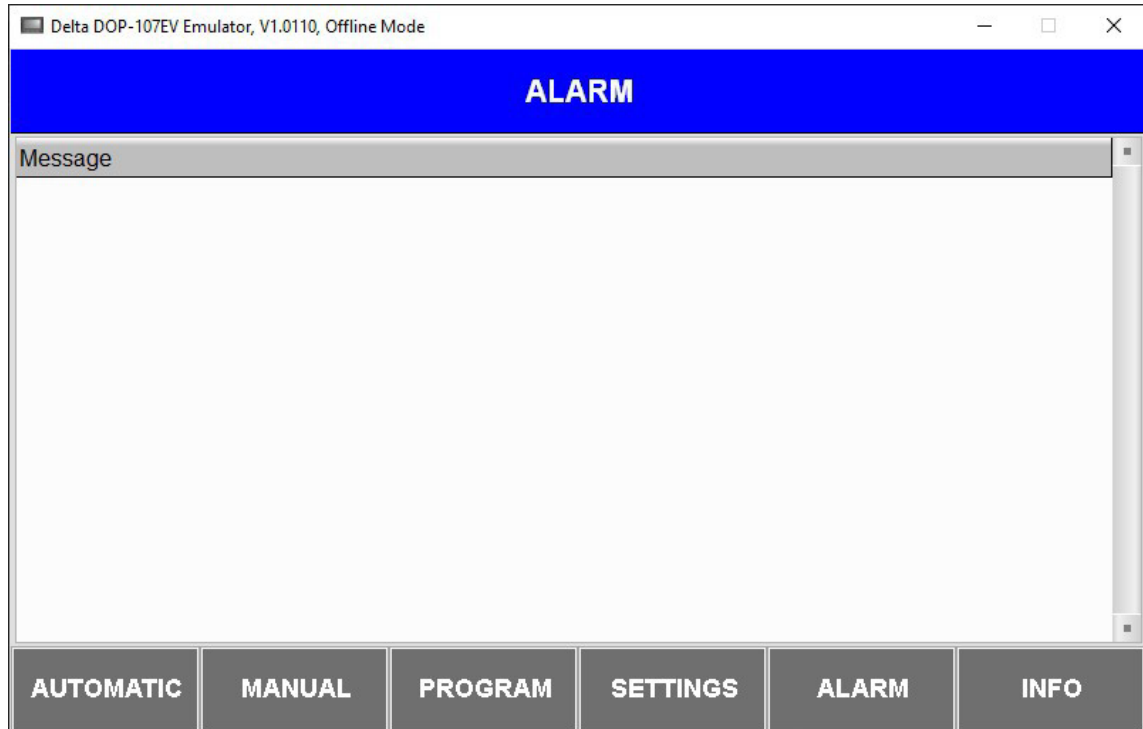 Delta DOP-107EV Emulator, V1.0110, Offline Mode
ALARM
Message
AUTOMATIC MANUAL PROGRAM SETTINGS ALARM INFO